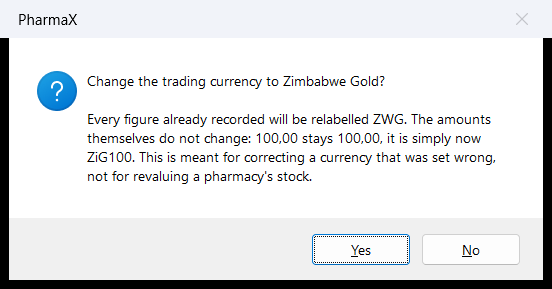 PharmaX
Change the trading currency to Zimbabwe Gold?
Every figure already recorded will be relabelled ZWG. The amounts
themselves do not change: 100,00 stays 100,00, it is simply now
ZiG100. This is meant for correcting a currency that was set wrong,
not for revaluing a pharmacy's stock.
Yes
No